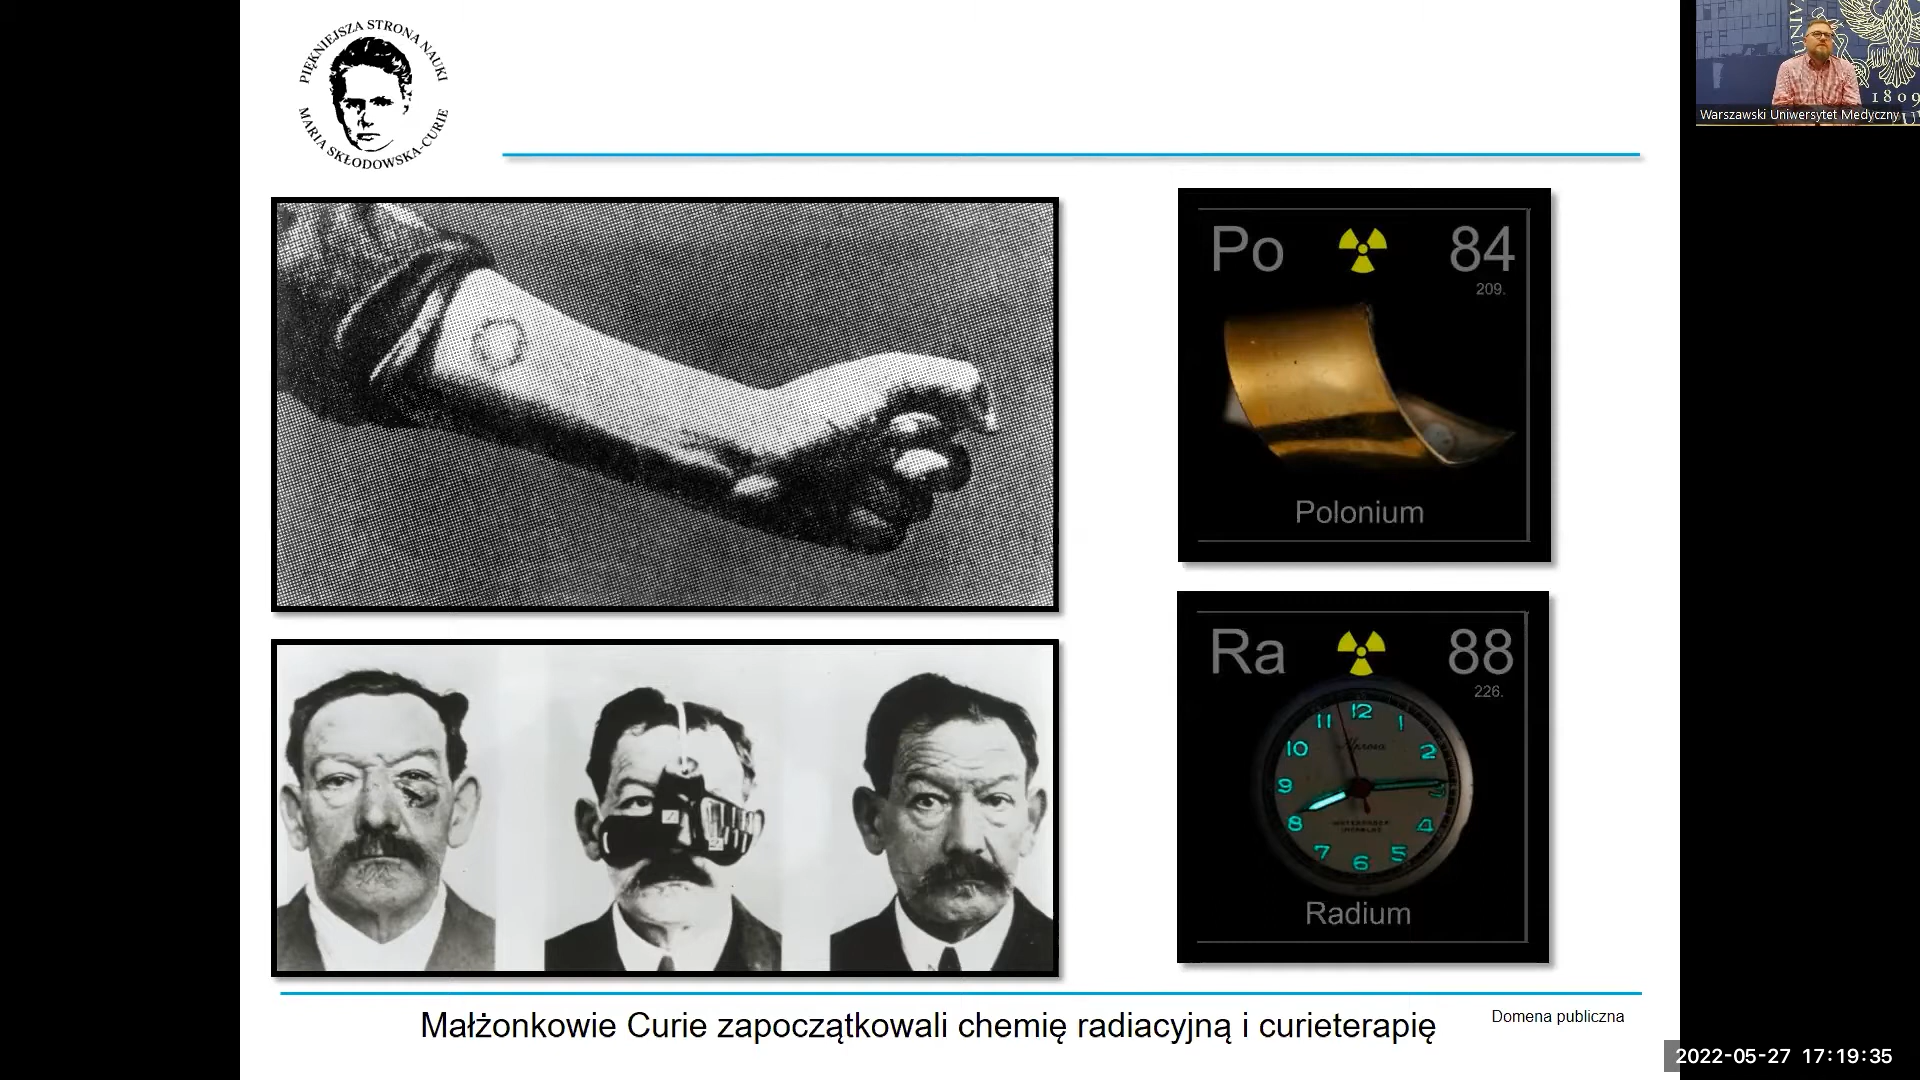 PIĘKNIEJSZA STRONA NAUKI
MARIA SKŁODOWSKA-CURIE
Warszawski Uniwersytet Medyczny
1809
Po 84
209.
Polonium
Ra 88
226.
12
11 1
10 2
9 3
8 4
7 5
6
Radium
Małżonkowie Curie zapoczątkowali chemię radiacyjną i curieterapię
Domena publiczna
2022-05-27 17:19:35